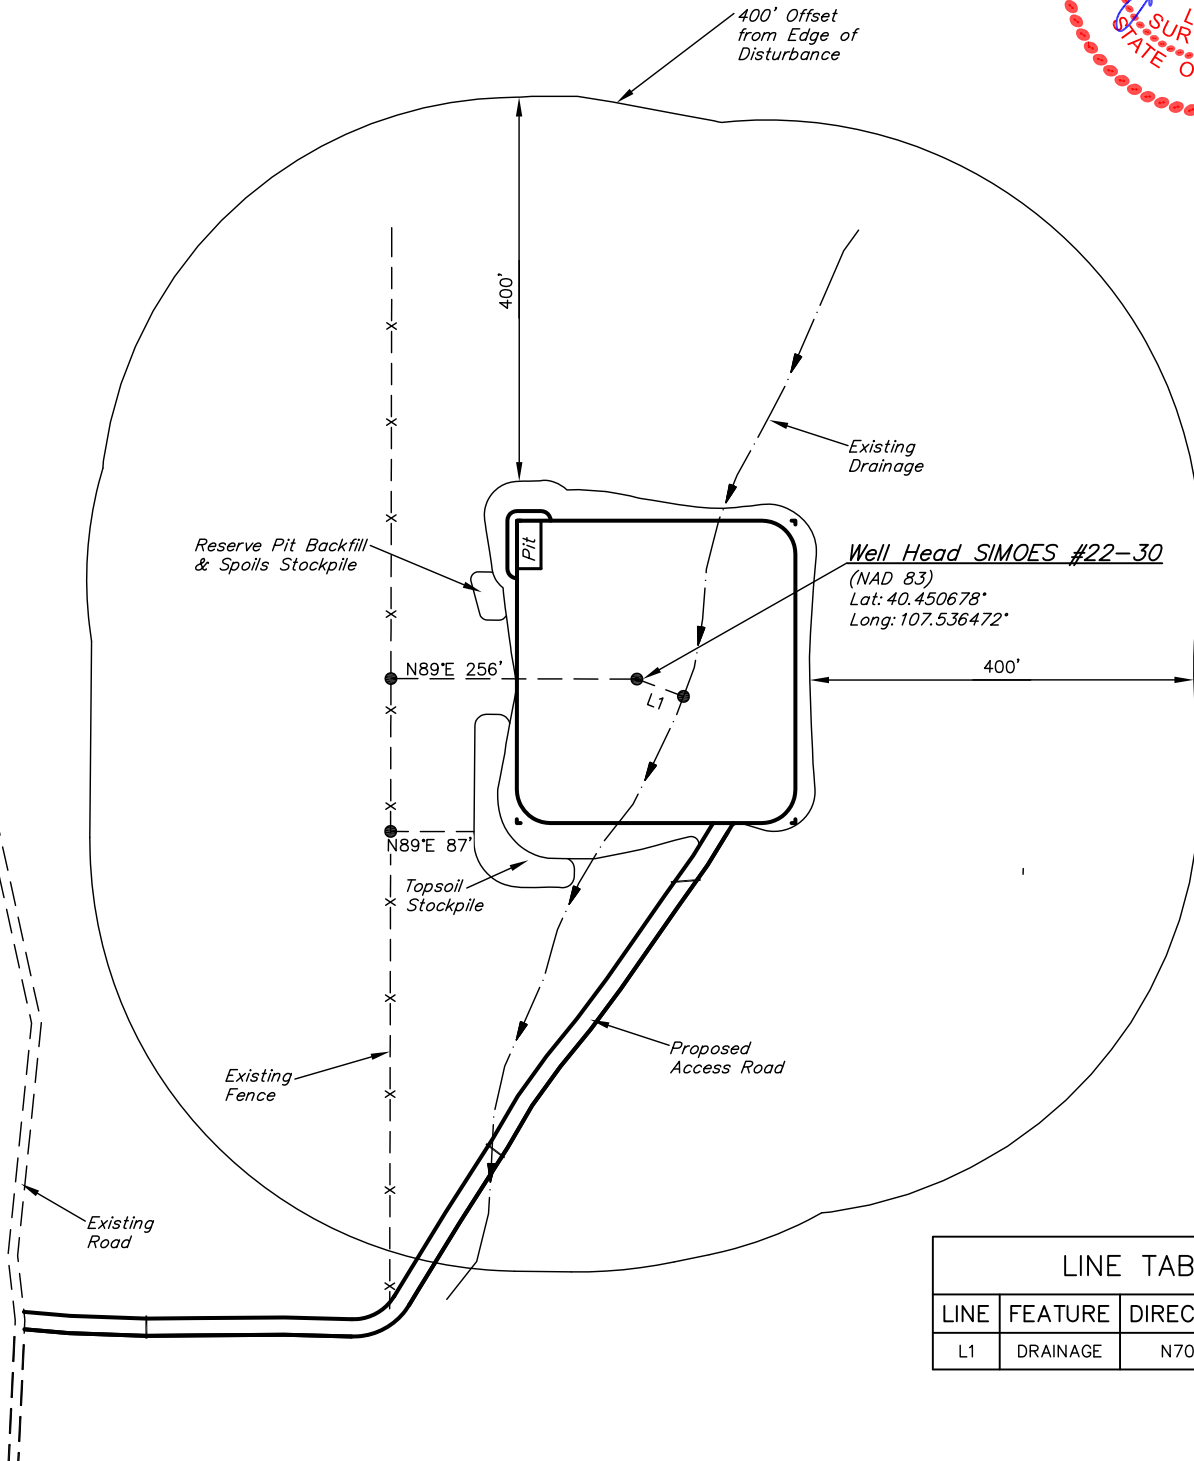 400' Offset
from Edge of
Disturbance
SUR
STATE O
400'
Existing
Drainage
Reserve Pit Backfill
& Spoils Stockpile
Pit
Well Head SIMOES #22-30
(NAD 83)
Lat: 40.450678°
Long: 107.536472°
N89°E 256'
L1
400'
N89°E 87'
Topsoil
Stockpile
Existing
Fence
Proposed
Access Road
Existing
Road
LINE TAB
LINE FEATURE DIREC
L1 DRAINAGE N70